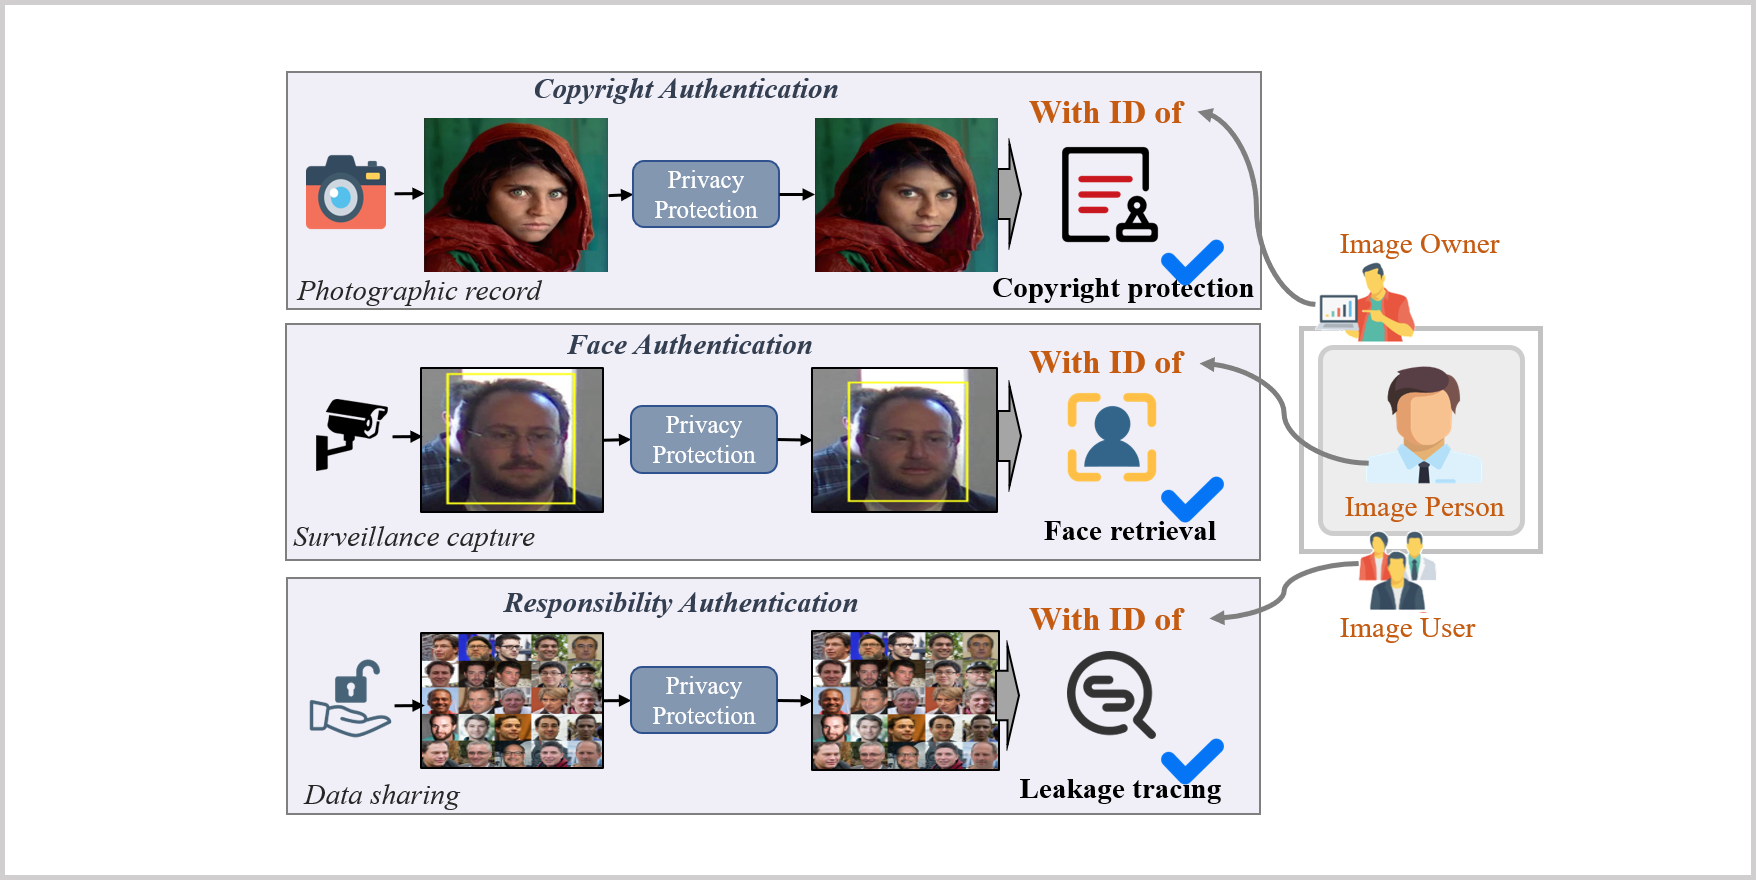 Copyright Authentication
With ID of
Privacy
Protection
Photographic record
Copyright protection
Image Owner
Face Authentication
With ID of
Privacy
Protection
Surveillance capture
Face retrieval
Image Person
Responsibility Authentication
With ID of
Privacy
Protection
Data sharing
Leakage tracing
Image User